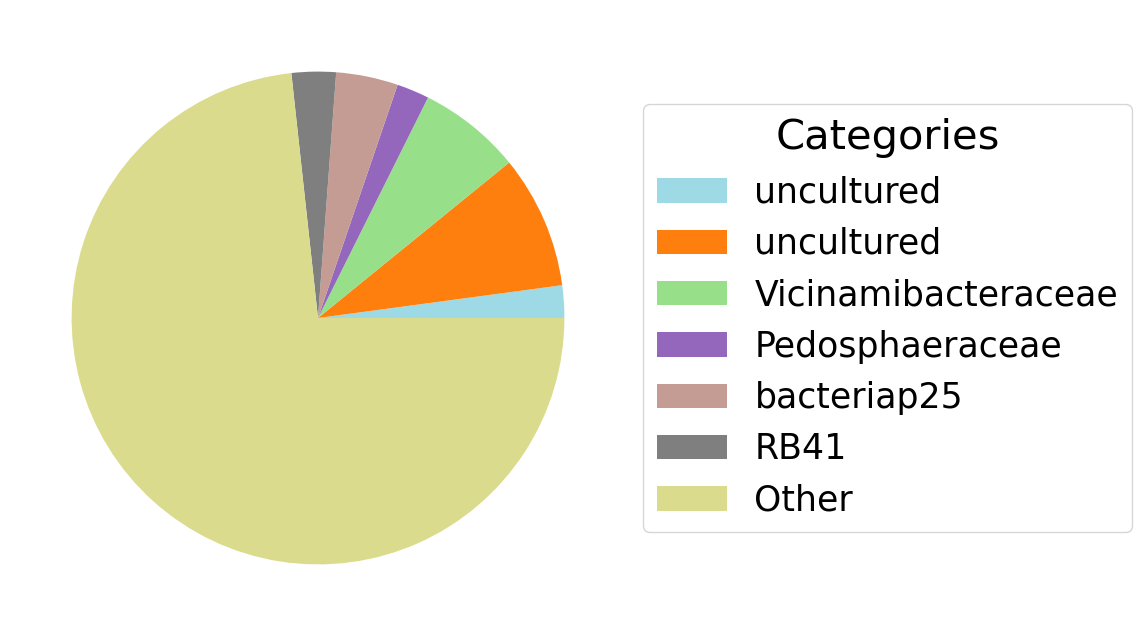 Categories
uncultured
uncultured
Vicinamibacteraceae
Pedosphaeraceae
bacteriap25
RB41
Other